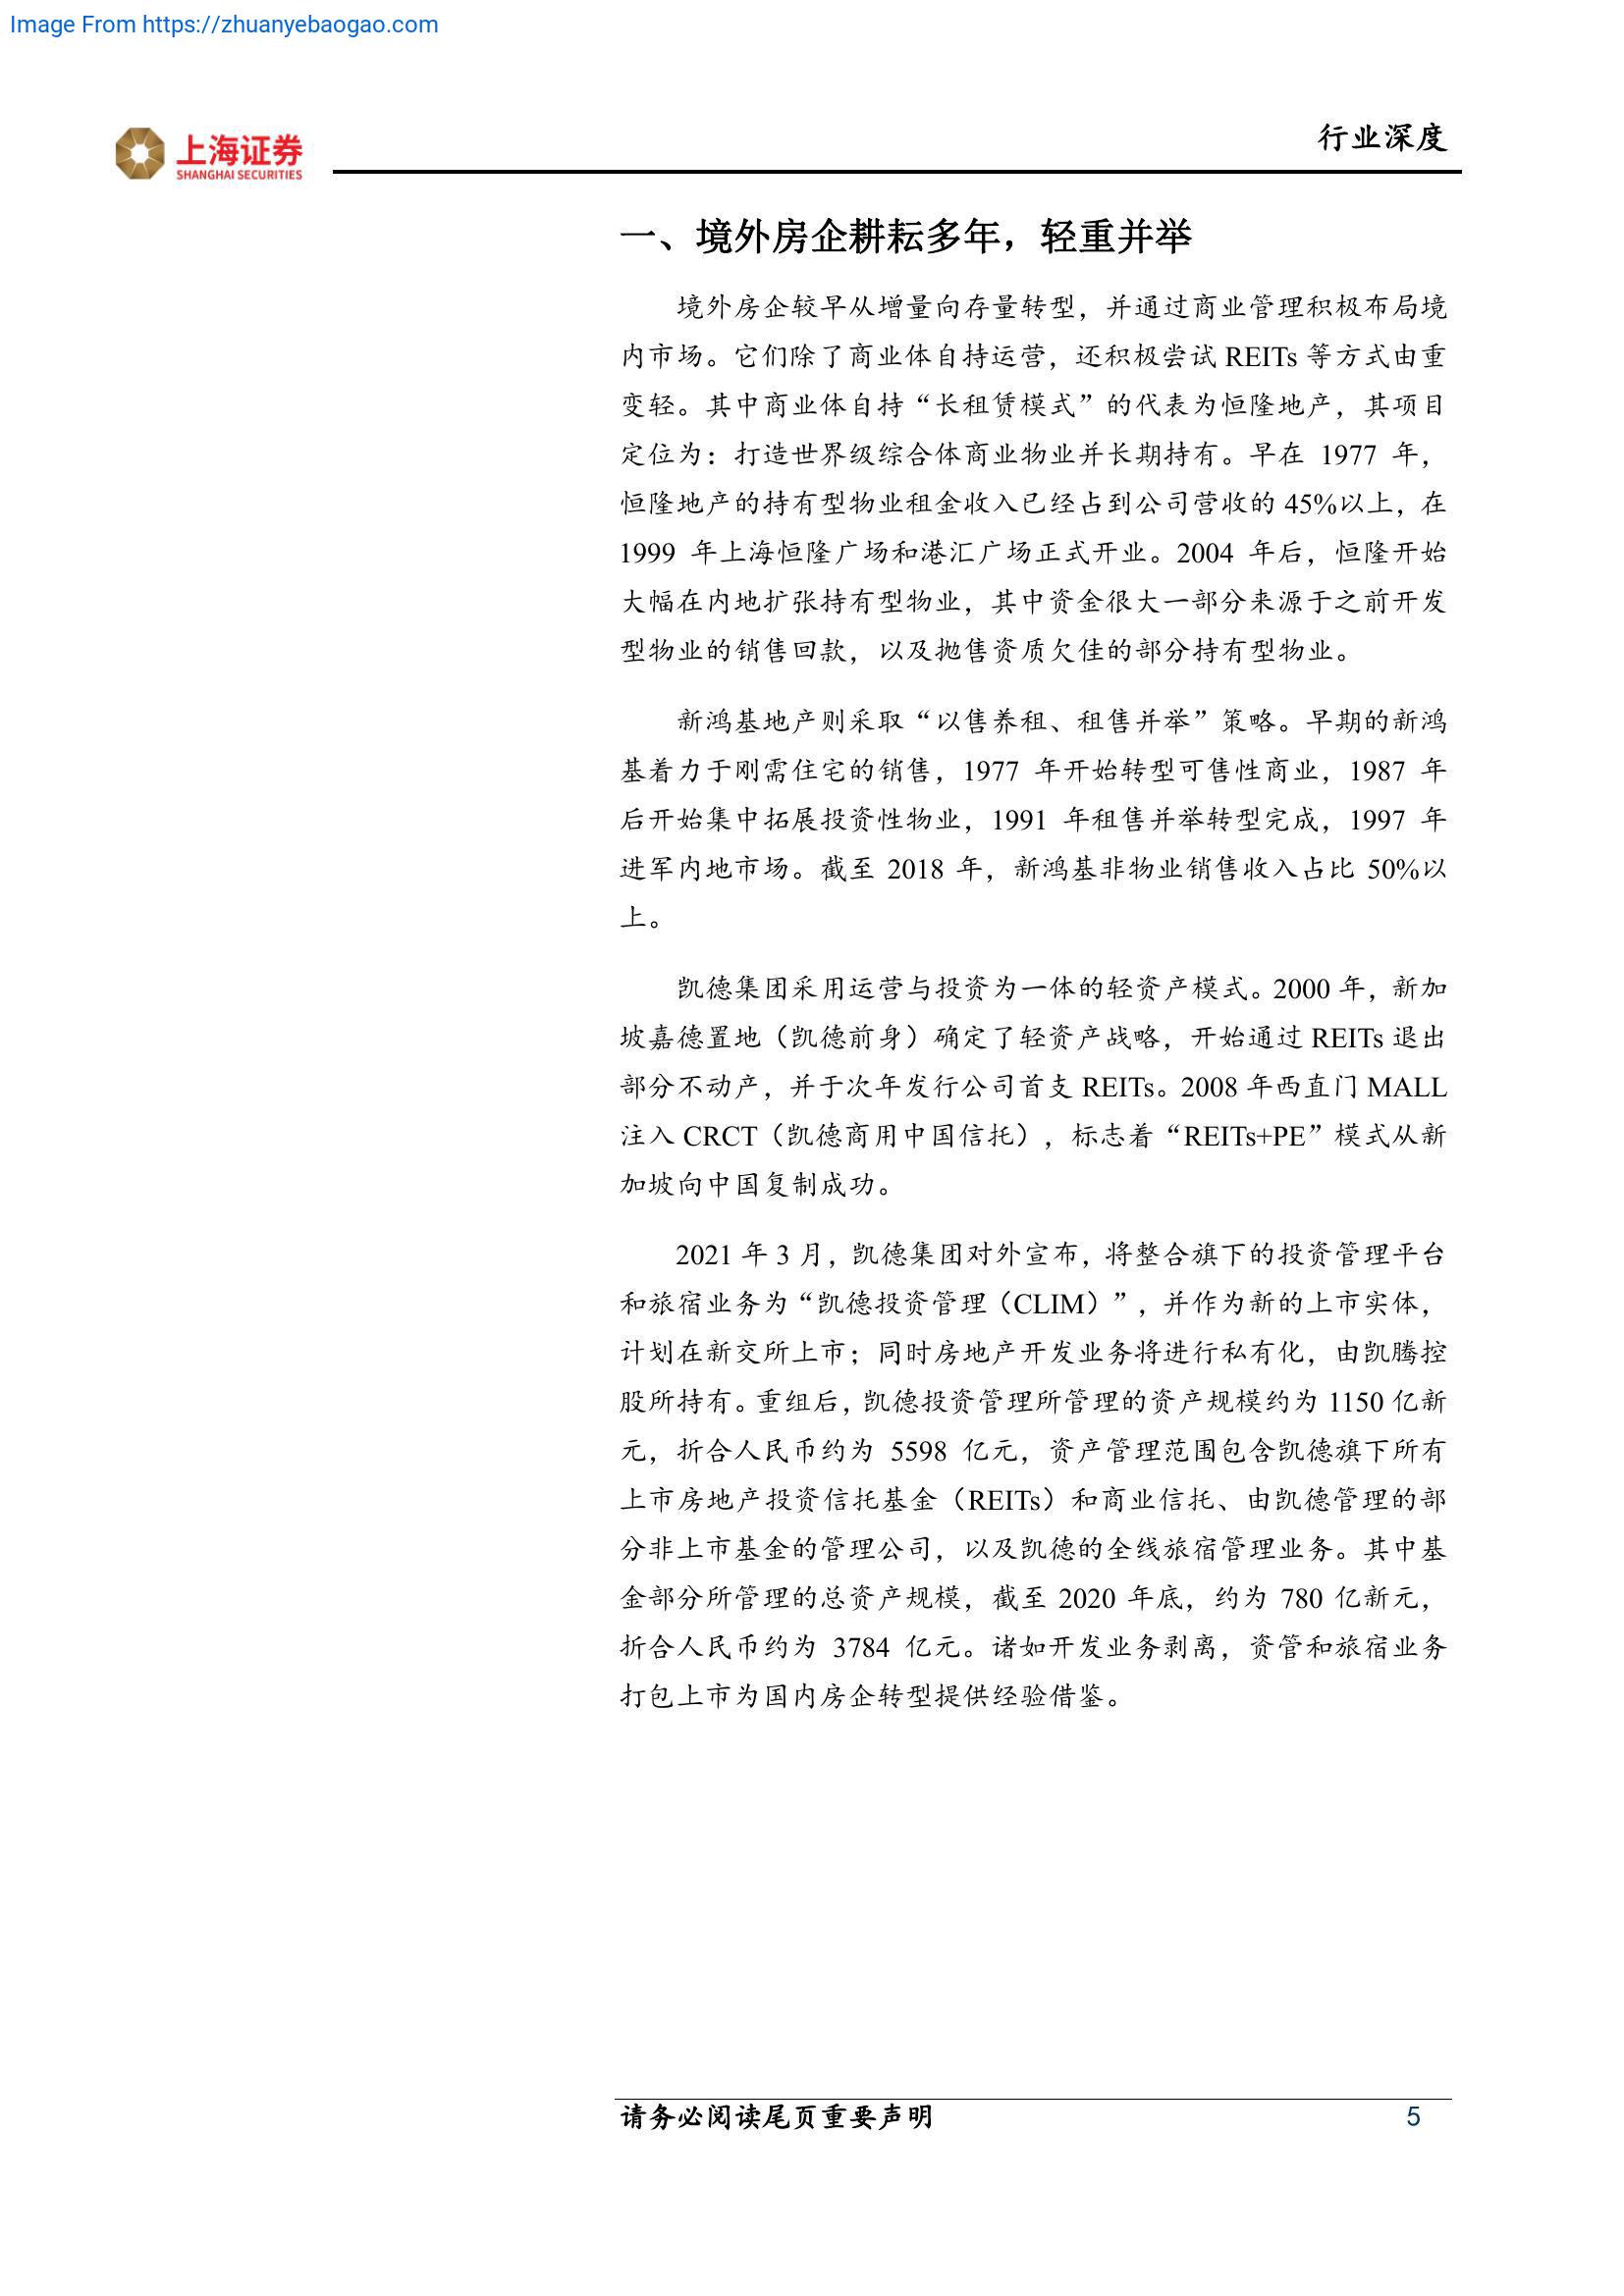 Image From https://zhuanyebaogao.com
上海证券
SHANGHAI SECURITIES
行业深度
一、境外房企耕耘多年，轻重并举
境外房企较早从增量向存量转型，并通过商业管理积极布局境
内市场。它们除了商业体自持运营，还积极尝试 REITs 等方式由重
变轻。其中商业体自持“长租赁模式”的代表为恒隆地产，其项目
定位为：打造世界级综合体商业物业并长期持有。早在 1977 年，
恒隆地产的持有型物业租金收入已经占到公司营收的 45%以上，在
1999 年上海恒隆广场和港汇广场正式开业。2004 年后，恒隆开始
大幅在内地扩张持有型物业，其中资金很大一部分来源于之前开发
型物业的销售回款，以及抛售资质欠佳的部分持有型物业。
新鸿基地产则采取“以售养租、租售并举”策略。早期的新鸿
基着力于刚需住宅的销售，1977 年开始转型可售性商业，1987 年
后开始集中拓展投资性物业，1991 年租售并举转型完成，1997 年
进军内地市场。截至 2018 年，新鸿基非物业销售收入占比 50%以
上。
凯德集团采用运营与投资为一体的轻资产模式。2000 年，新加
坡嘉德置地（凯德前身）确定了轻资产战略，开始通过 REITs 退出
部分不动产，并于次年发行公司首支 REITs。2008 年西直门 MALL
注入 CRCT（凯德商用中国信托），标志着“REITs+PE”模式从新
加坡向中国复制成功。
2021 年 3 月，凯德集团对外宣布，将整合旗下的投资管理平台
和旅宿业务为“凯德投资管理（CLIM）”，并作为新的上市实体，
计划在新交所上市；同时房地产开发业务将进行私有化，由凯腾控
股所持有。重组后，凯德投资管理所管理的资产规模约为 1150 亿新
元，折合人民币约为 5598 亿元，资产管理范围包含凯德旗下所有
上市房地产投资信托基金（REITs）和商业信托、由凯德管理的部
分非上市基金的管理公司，以及凯德的全线旅宿管理业务。其中基
金部分所管理的总资产规模，截至 2020 年底，约为 780 亿新元，
折合人民币约为 3784 亿元。诸如开发业务剥离，资管和旅宿业务
打包上市为国内房企转型提供经验借鉴。
请务必阅读尾页重要声明
5